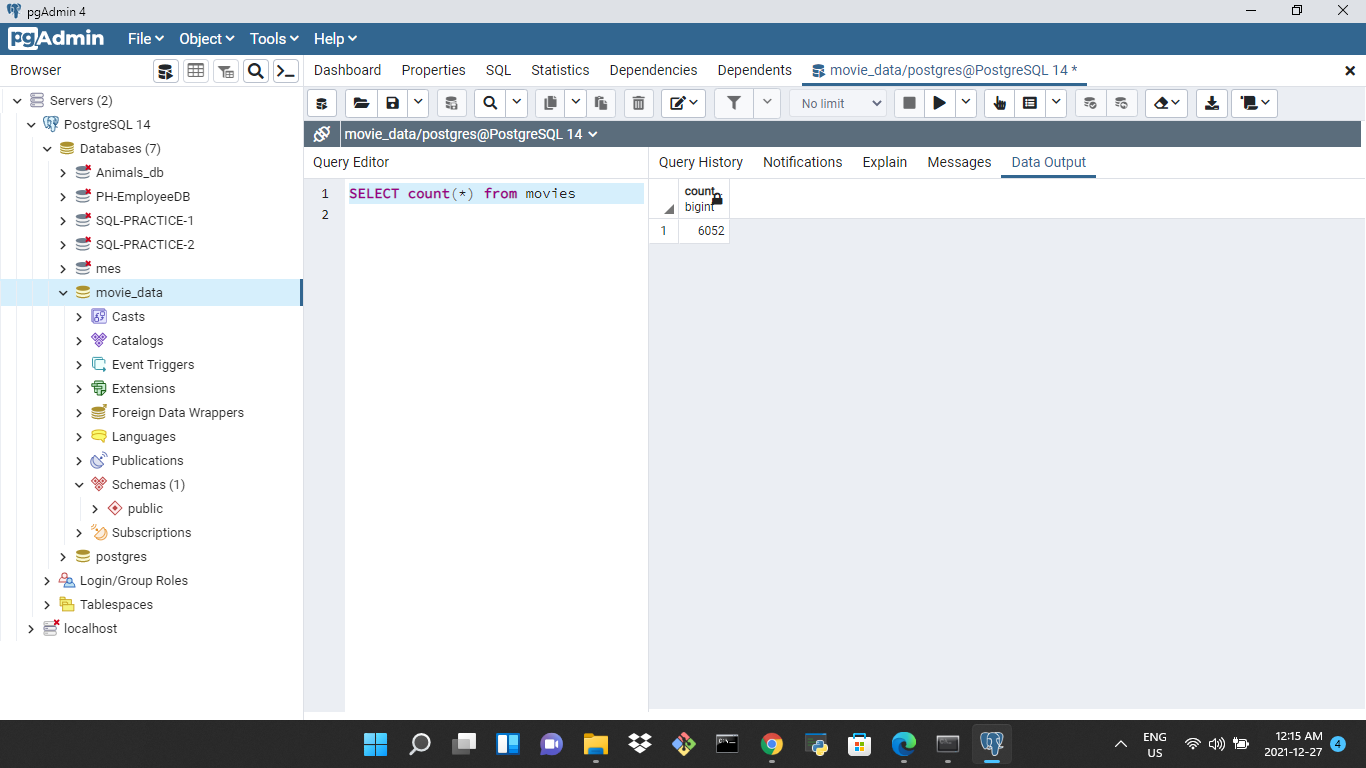 pgAdmin 4
pgAdmin File Object Tools Help
Browser
Dashboard Properties SQL Statistics Dependencies Dependents movie_data/postgres@PostgreSQL 14 *
No limit
movie_data/postgres@PostgreSQL 14
Query Editor
Query History Notifications Explain Messages Data Output
1 SELECT count(*) from movies
2
count
bigint
1 6052
Servers (2)
PostgreSQL 14
Databases (7)
Animals_db
PH-EmployeeDB
SQL-PRACTICE-1
SQL-PRACTICE-2
mes
movie_data
Casts
Catalogs
Event Triggers
Extensions
Foreign Data Wrappers
Languages
Publications
Schemas (1)
public
Subscriptions
postgres
Login/Group Roles
Tablespaces
localhost
ENG
US
12:15 AM
2021-12-27
4